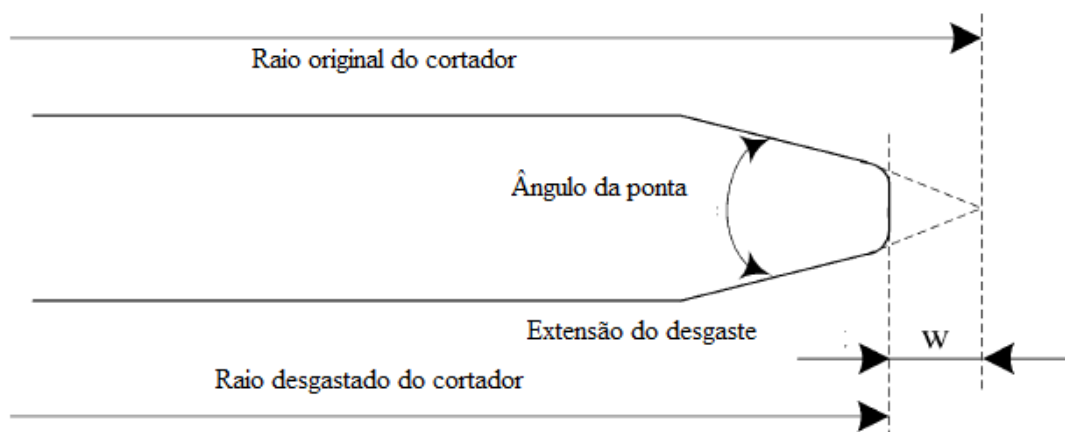 Raio original do cortador
Ângulo da ponta
Extensão do desgaste
W
Raio desgastado do cortador